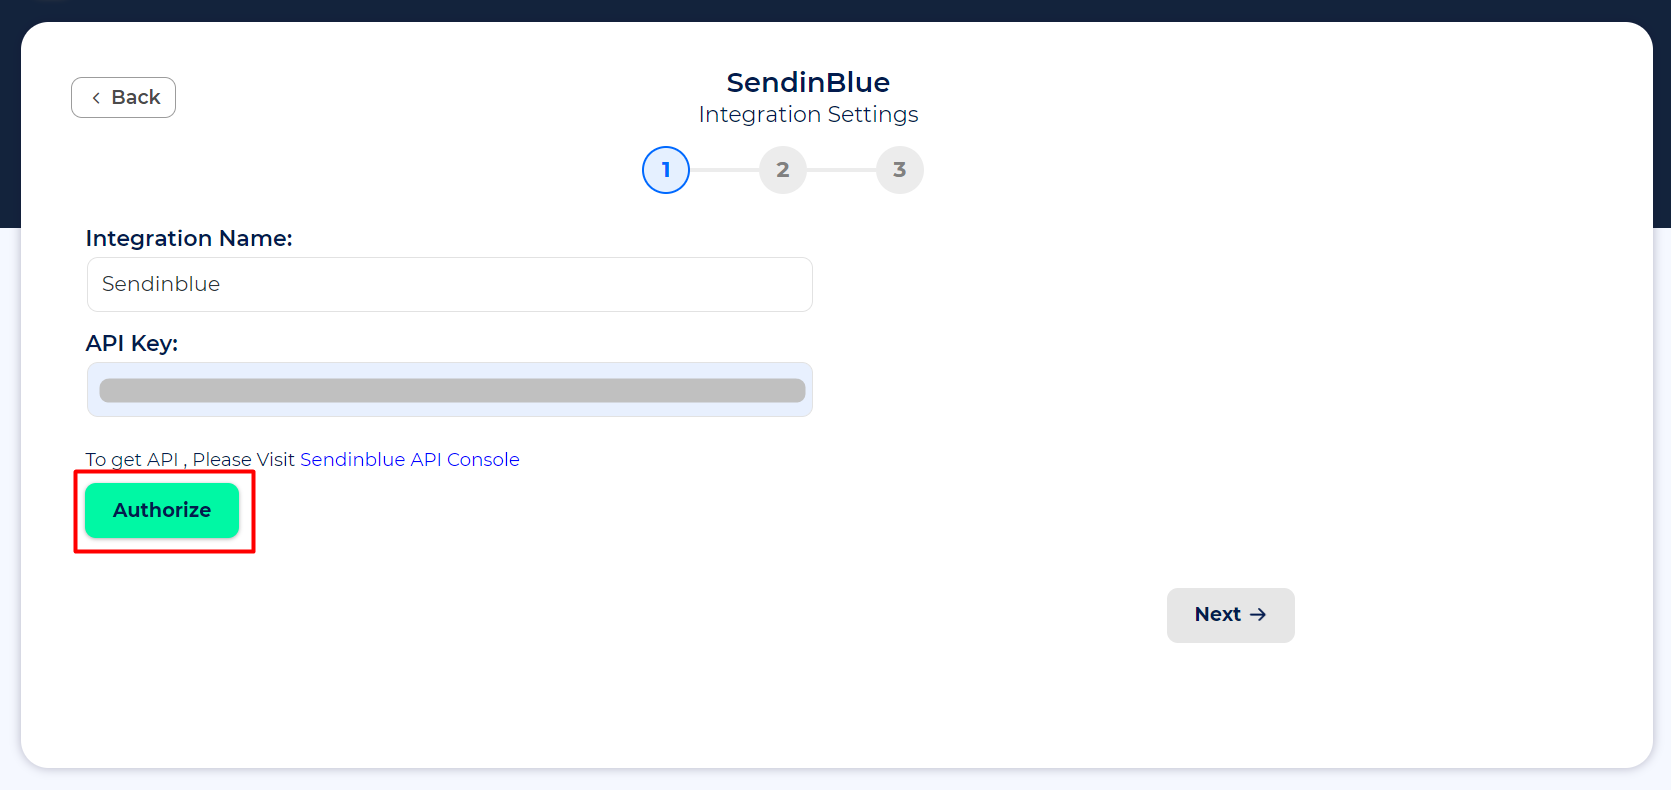 Back
SendinBlue
Integration Settings
1 2 3
Integration Name:
Sendinblue
API Key:
To get API , Please Visit Sendinblue API Console
Authorize
Next →